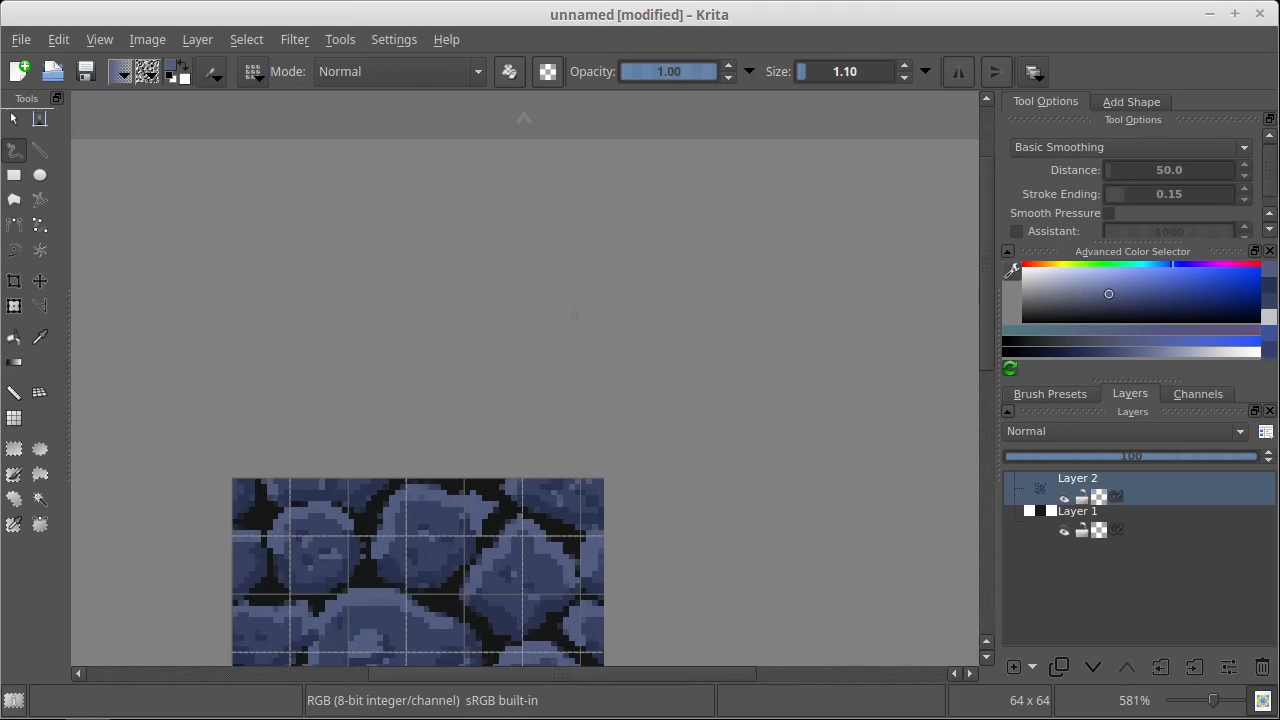 unnamed [modified] – Krita
File Edit View Image Layer Select Filter Tools Settings Help
Mode: Normal Opacity: 1.00 Size: 1.10
Tools
Tool Options Add Shape
Tool Options
Basic Smoothing
Distance: 50.0
Stroke Ending: 0.15
Smooth Pressure
Assistant: 1000
Advanced Color Selector
Brush Presets Layers Channels
Layers
Normal
100
Layer 2
Layer 1
RGB (8-bit integer/channel) sRGB built-in 64 x 64 581%